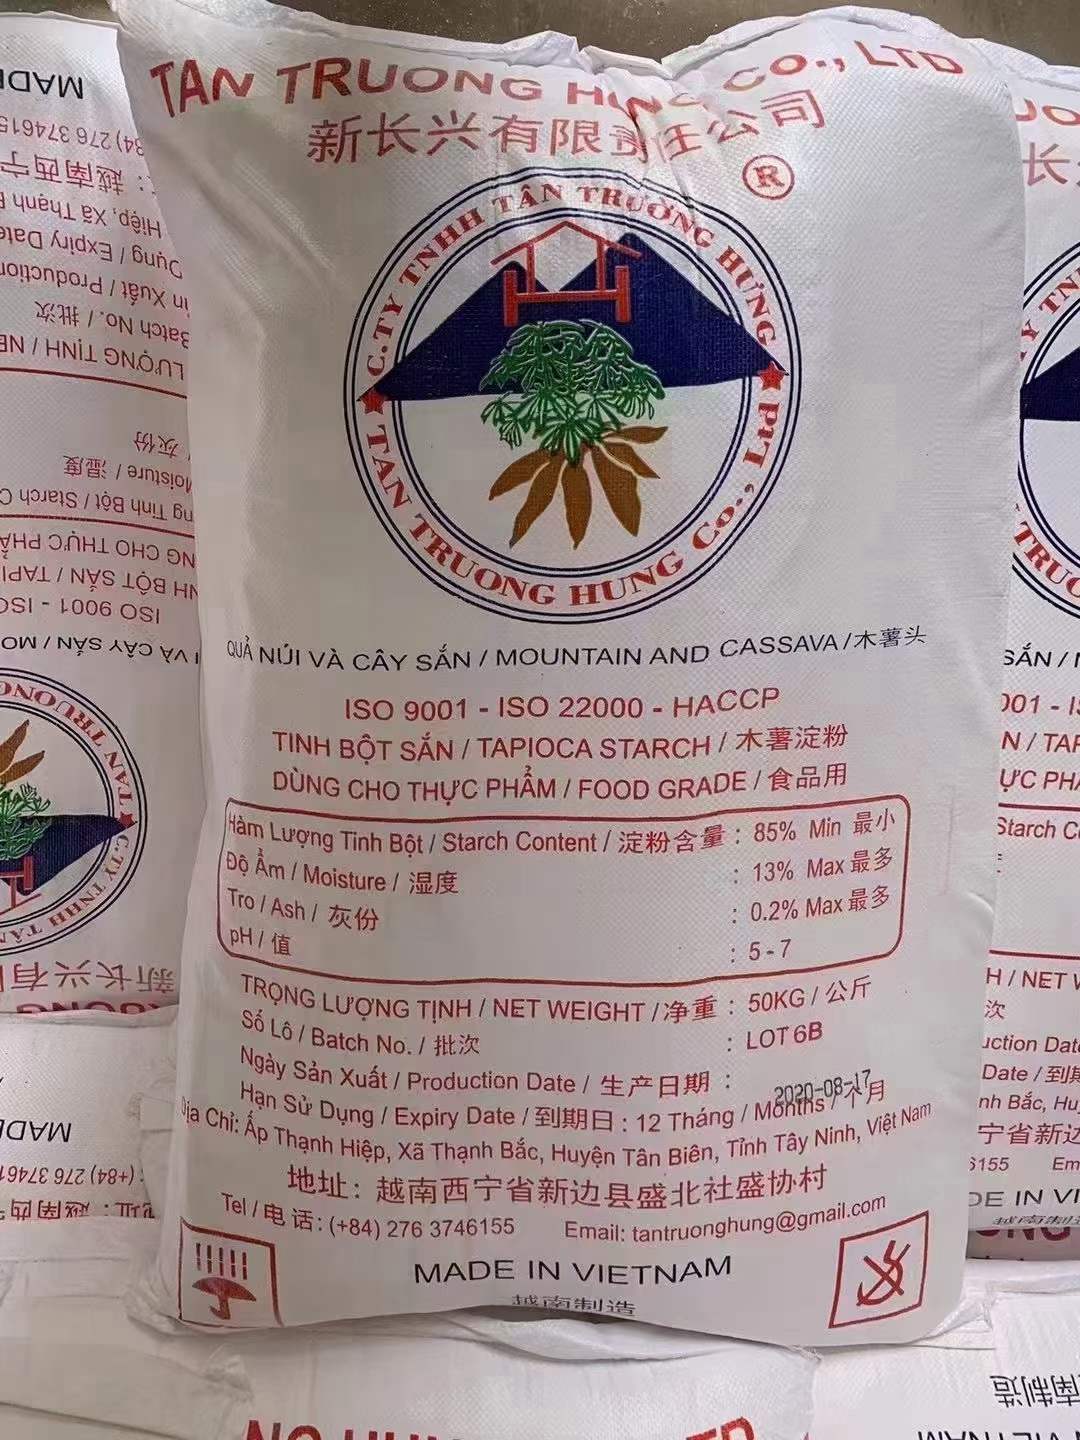 TAN TRUONG HUNG CO., LTD
新长兴有限责任公司
®
C.TY TNHH TÂN TRƯỜNG HƯNG
TAN TRUONG HUNG Co., Ltd
QUẢ NÚI VÀ CÂY SẮN / MOUNTAIN AND CASSAVA / 木薯头
ISO 9001 - ISO 22000 - HACCP
TINH BỘT SẮN / TAPIOCA STARCH / 木薯淀粉
DÙNG CHO THỰC PHẨM / FOOD GRADE / 食品用
Hàm Lượng Tinh Bột / Starch Content / 淀粉含量 : 85% Min 最小
Độ Ẩm / Moisture / 湿度 : 13% Max 最多
Tro / Ash / 灰份 : 0.2% Max 最多
pH / 值 : 5 - 7
TRỌNG LƯỢNG TỊNH / NET WEIGHT / 净重 : 50KG / 公斤
Số Lô / Batch No. / 批次 : LOT 6B
Ngày Sản Xuất / Production Date / 生产日期 : 2020-08-17
Hạn Sử Dụng / Expiry Date / 到期日 : 12 Tháng / Months / 个月
Địa Chỉ: Ấp Thạnh Hiệp, Xã Thạnh Bắc, Huyện Tân Biên, Tỉnh Tây Ninh, Việt Nam
地址: 越南西宁省新边县盛北社盛协村
Tel / 电话: (+84) 276 3746155 Email: tantruonghung@gmail.com
MADE IN VIETNAM
越南制造